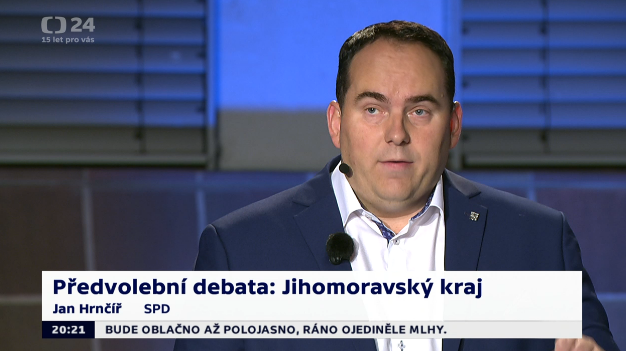 24
15 let pro vás
Předvolební debata: Jihomoravský kraj
Jan Hrnčíř SPD
20:21 BUDE OBLAČNO AŽ POLOJASNO, RÁNO OJEDINĚLE MLHY.